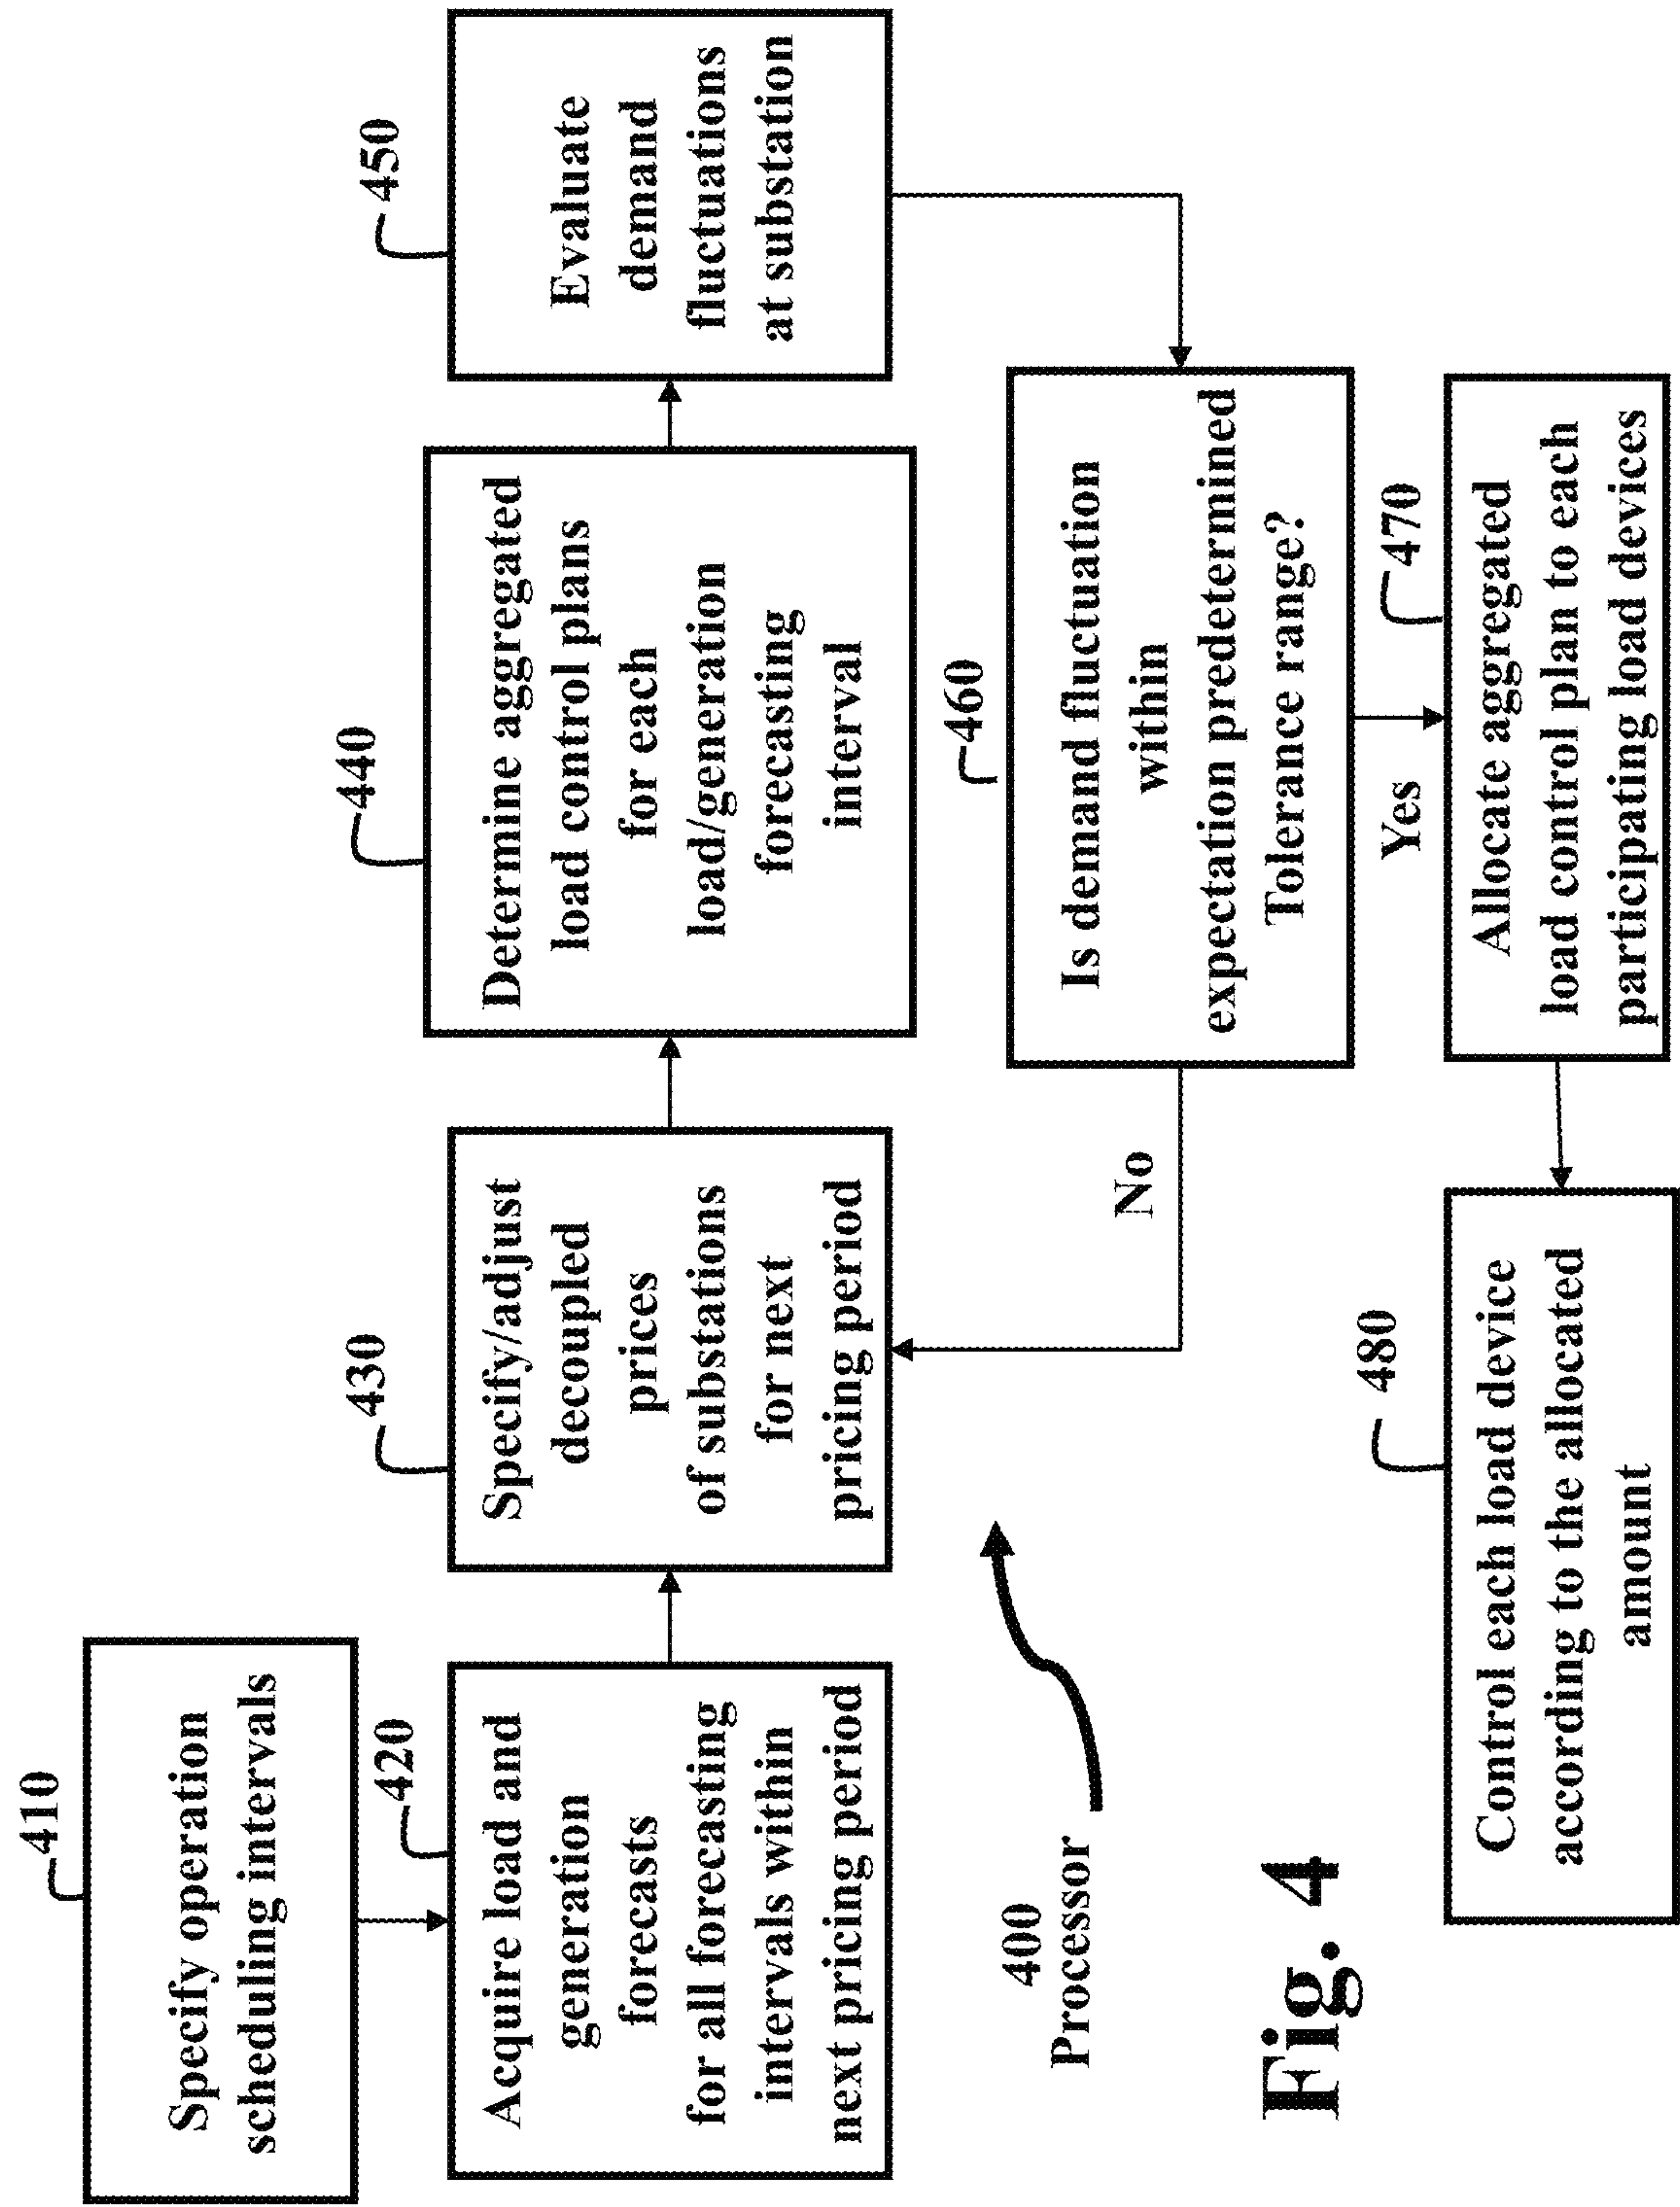 410
Specify operation
scheduling intervals
420
Acquire load and
generation
forecasts
for all forecasting
intervals within
next pricing period
430
Specify/adjust
decoupled
prices
of substations
for next
pricing period
440
Determine aggregated
load control plans
for each
load/generation
forecasting
interval
450
Evaluate
demand
fluctuations
at substation
460
Is demand fluctuation
within
expectation predetermined
Tolerance range?
No
Yes
470
Allocate aggregated
load control plan to each
participating load devices
480
Control each load device
according to the allocated
amount
400
Processor
Fig. 4